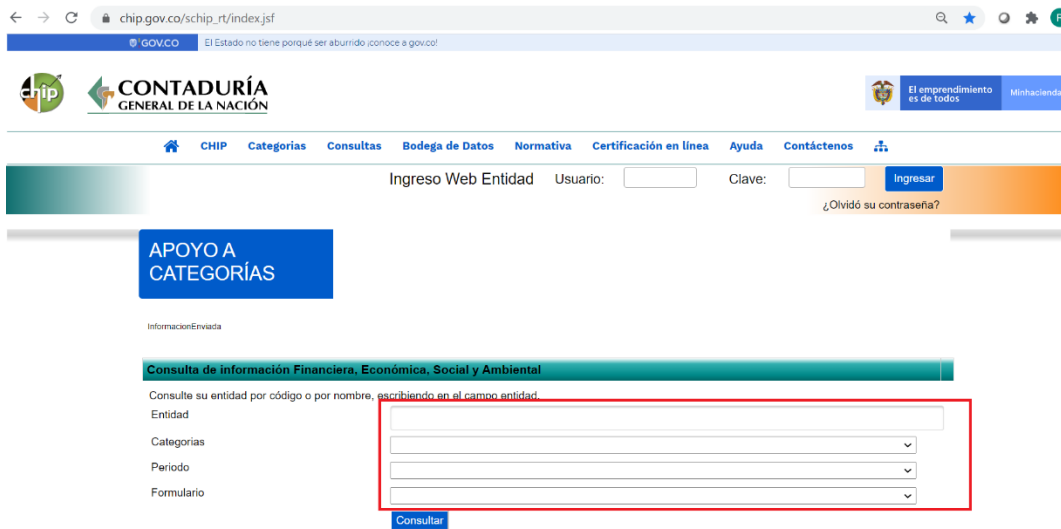 chip.gov.co/schip_rt/index.jsf
GOV.CO El Estado no tiene porqué ser aburrido ¡conoce a gov.co!
chip CONTADURÍA
GENERAL DE LA NACIÓN
El emprendimiento
es de todos
Minhacienda
CHIP Categorias Consultas Bodega de Datos Normativa Certificación en línea Ayuda Contáctenos
Ingreso Web Entidad Usuario: Clave: Ingresar
¿Olvidó su contraseña?
APOYO A
CATEGORÍAS
InformacionEnviada
Consulta de información Financiera, Económica, Social y Ambiental
Consulte su entidad por código o por nombre, escribiendo en el campo entidad.
Entidad
Categorias
Periodo
Formulario
Consultar